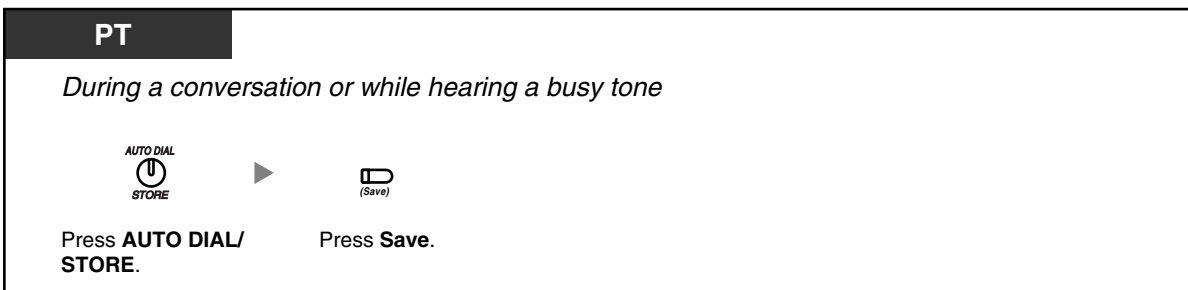 PT
During a conversation or while hearing a busy tone
AUTO DIAL
STORE
(Save)
Press AUTO DIAL/
STORE.
Press Save.